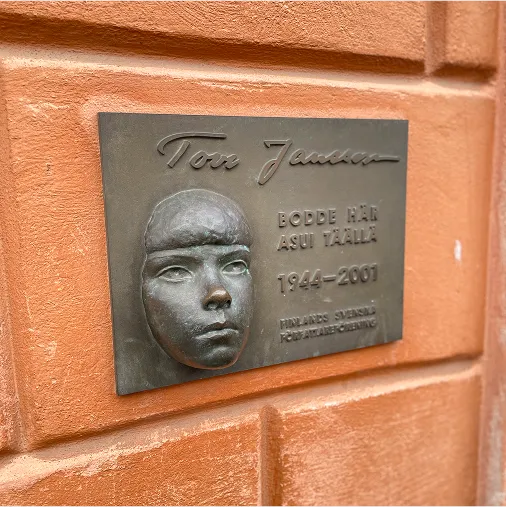 Tove Jansson
BODDE HÄR
ASUI TÄÄLLÄ
1944–2001
FINLANDS SVENSKA
FÖRFATTAREFÖRENING